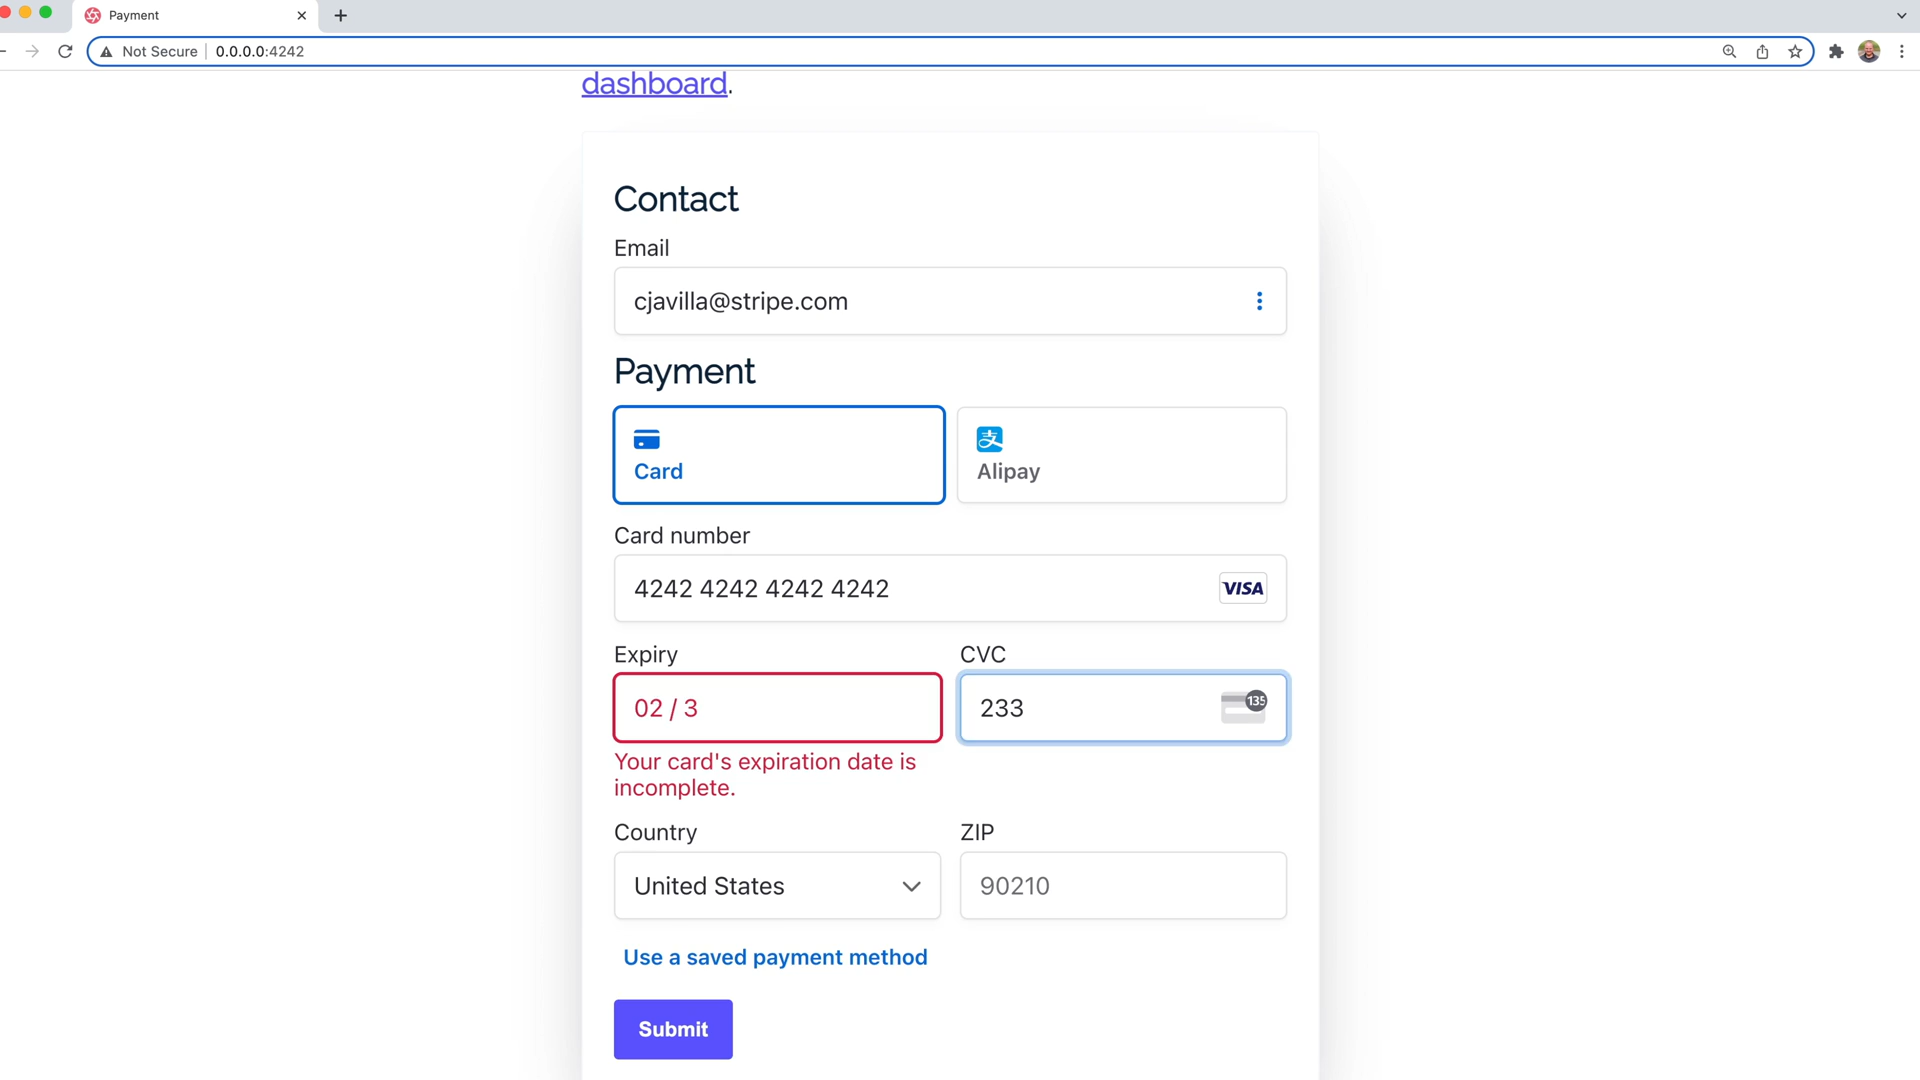 Payment
Not Secure
0.0.0.0:4242
dashboard.
Contact
Email
cjavilla@stripe.com
Payment
Card
支
Alipay
Card number
4242 4242 4242 4242
VISA
Expiry
CVC
02 / 3
233
135
Your card's expiration date is
incomplete.
Country
ZIP
United States
90210
Use a saved payment method
Submit